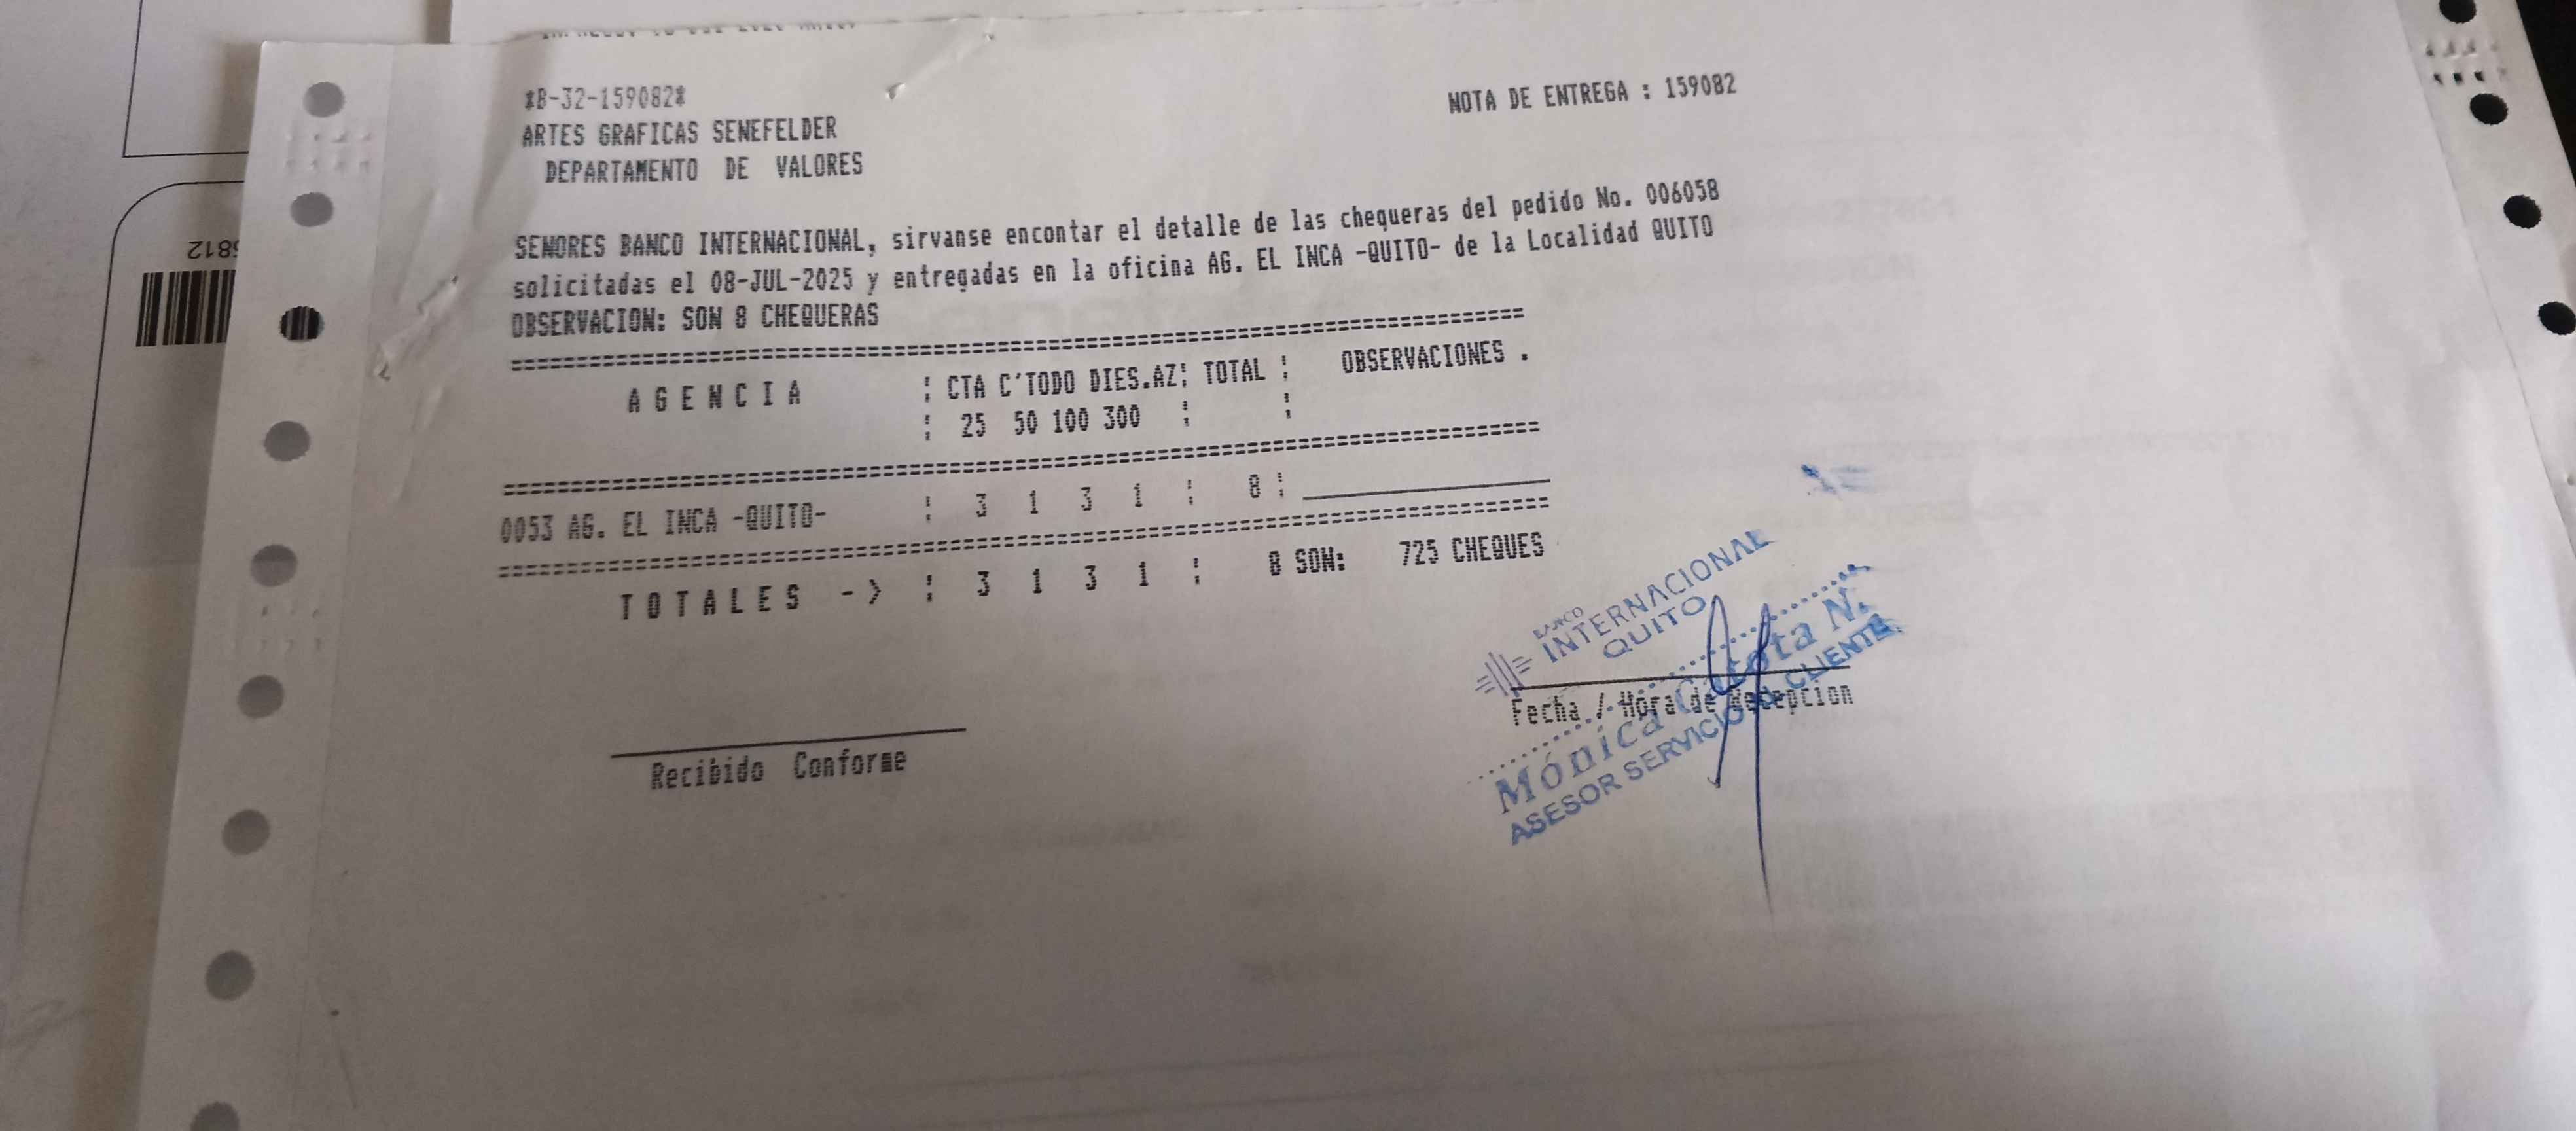 *B-32-159082*
NOTA DE ENTREGA : 159082
ARTES GRAFICAS SENEFELDER
DEPARTAMENTO DE VALORES
SENORES BANCO INTERNACIONAL, sirvanse encontar el detalle de las chequeras del pedido No. 006058
solicitadas el 08-JUL-2025 y entregadas en la oficina AG. EL INCA -QUITO- de la Localidad QUITO
OBSERVACION: SON 8 CHEQUERAS
==============================================================================
A G E N C I A ¦ CTA C'TODO DIES.AZ¦ TOTAL ¦ OBSERVACIONES .
¦ 25 50 100 300 ¦ ¦
==============================================================================
0053 AG. EL INCA -QUITO- ¦ 3 1 3 1 ¦ 8 ¦ ___________________
==============================================================================
T O T A L E S -> ¦ 3 1 3 1 ¦ 8 SON: 725 CHEQUES
BANCO
INTERNACIONAL
QUITO
Fecha / Hora de Recepcion
Mónica N.
ASESOR SERVICIO AL CLIENTE
Recibido Conforme
5812